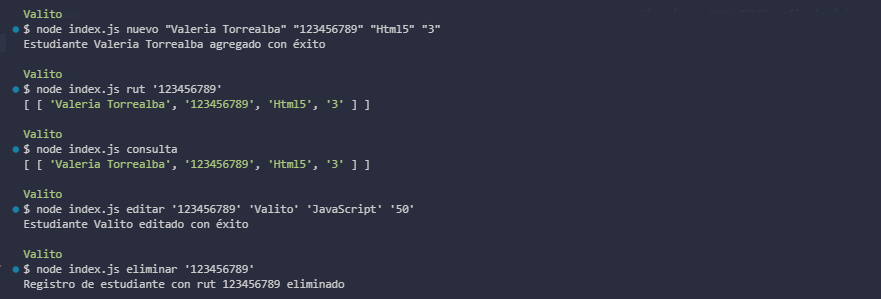 Valito
$ node index.js nuevo "Valeria Torrealba" "123456789" "Html5" "3"
Estudiante Valeria Torrealba agregado con éxito
Valito
$ node index.js rut '123456789'
[ [ 'Valeria Torrealba', '123456789', 'Html5', '3' ] ]
Valito
$ node index.js consulta
[ [ 'Valeria Torrealba', '123456789', 'Html5', '3' ] ]
Valito
$ node index.js editar '123456789' 'Valito' 'JavaScript' '50'
Estudiante Valito editado con éxito
Valito
$ node index.js eliminar '123456789'
Registro de estudiante con rut 123456789 eliminado